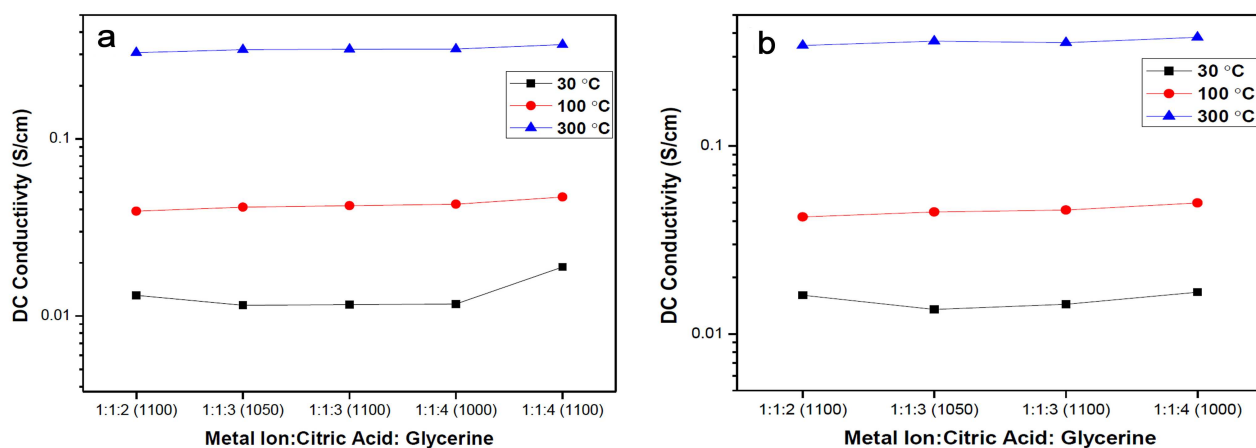 a
30 °C
100 °C
300 °C
DC Conductiivty (S/cm)
0.1
0.01
1:1:2 (1100) 1:1:3 (1050) 1:1:3 (1100) 1:1:4 (1000) 1:1:4 (1100)
Metal Ion:Citric Acid: Glycerine
b
30 °C
100 °C
300 °C
DC Conductivity (S/cm)
0.1
0.01
1:1:2 (1100) 1:1:3 (1050) 1:1:3 (1100) 1:1:4 (1000)
Metal Ion:Citric Acid: Glycerine